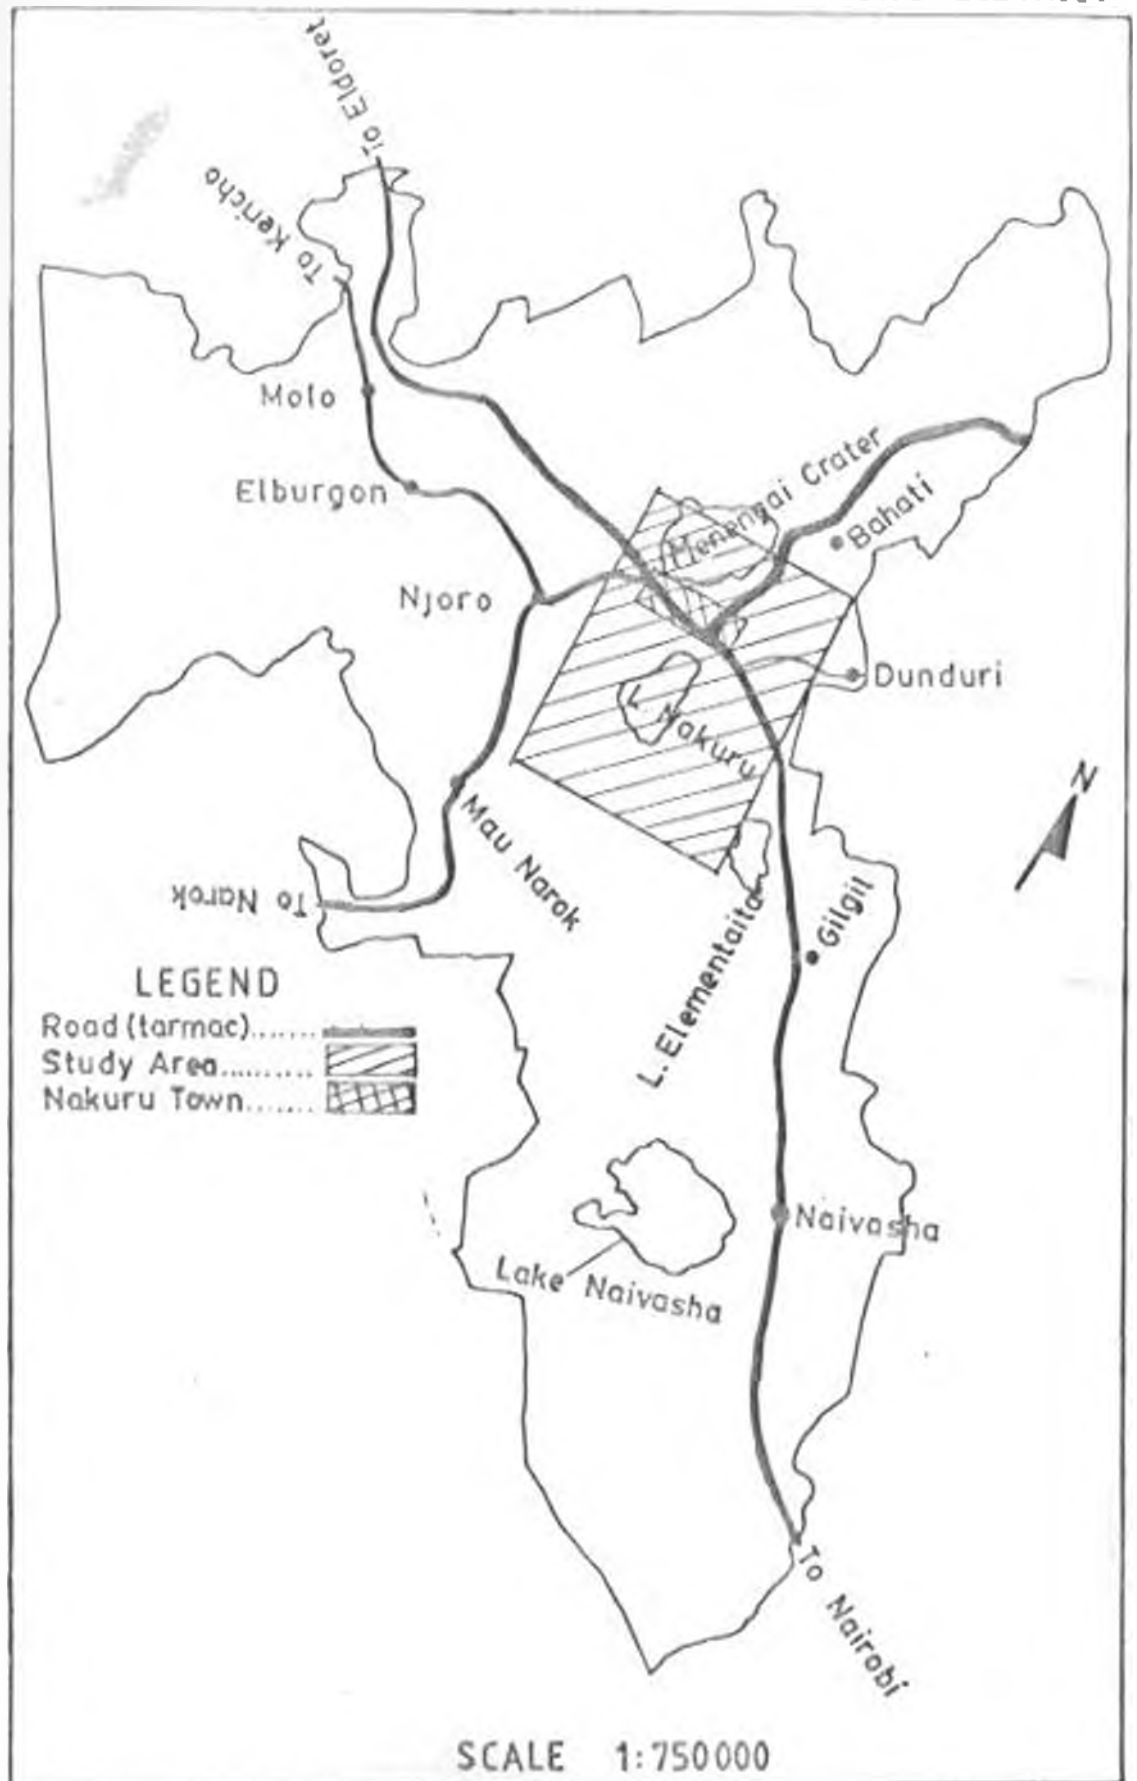 To Eldoret
To Kericho
Molo
Elburgon
Menengai Crater
Bahati
Njoro
Dunduri
L. Nakuru
N
Mau Narok
To Narok
Gilgil
L. Elementaita
LEGEND
Road (tarmac).......
Study Area..........
Nakuru Town.......
Naivasha
Lake Naivasha
To Nairobi
SCALE 1:750000